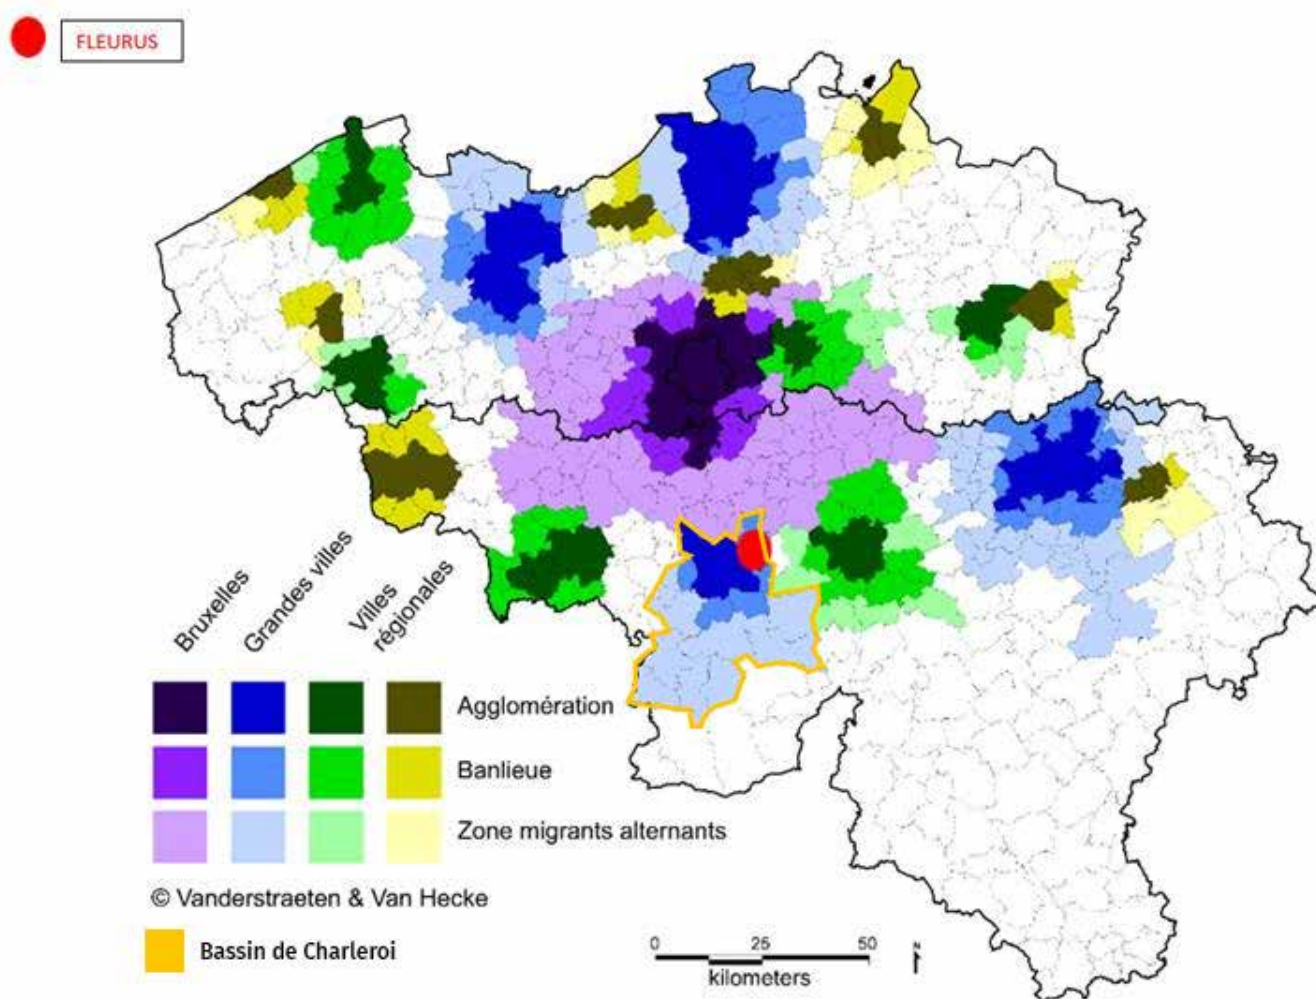 FLEURUS
Bruxelles
Grandes villes
Villes
régionales
Agglomération
Banlieue
Zone migrants alternants
© Vanderstraeten & Van Hecke
Bassin de Charleroi
0 25 50
kilometers
N